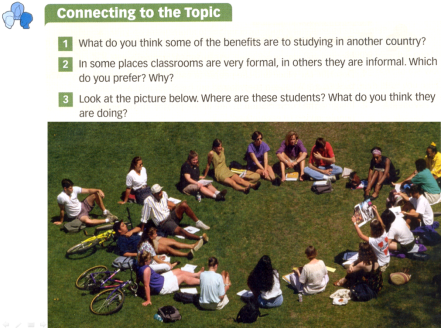 Connecting to the Topic
1 What do you think some of the benefits are to studying in another country?
2 In some places classrooms are very formal, in others they are informal. Which
do you prefer? Why?
3 Look at the picture below. Where are these students? What do you think they
are doing?